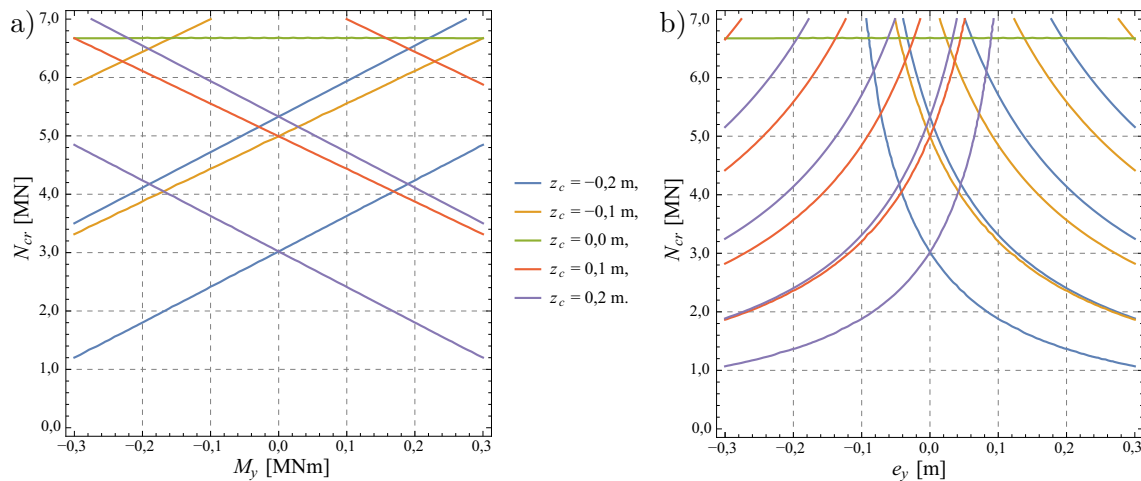 a)
7,0
6,0
5,0
4,0
3,0
2,0
1,0
0,0
N_cr [MN]
−0,3 −0,2 −0,1 0,0 0,1 0,2 0,3
M_y [MNm]
z_c = −0,2 m,
z_c = −0,1 m,
z_c = 0,0 m,
z_c = 0,1 m,
z_c = 0,2 m.
b)
7,0
6,0
5,0
4,0
3,0
2,0
1,0
0,0
N_cr [MN]
−0,3 −0,2 −0,1 0,0 0,1 0,2 0,3
e_y [m]